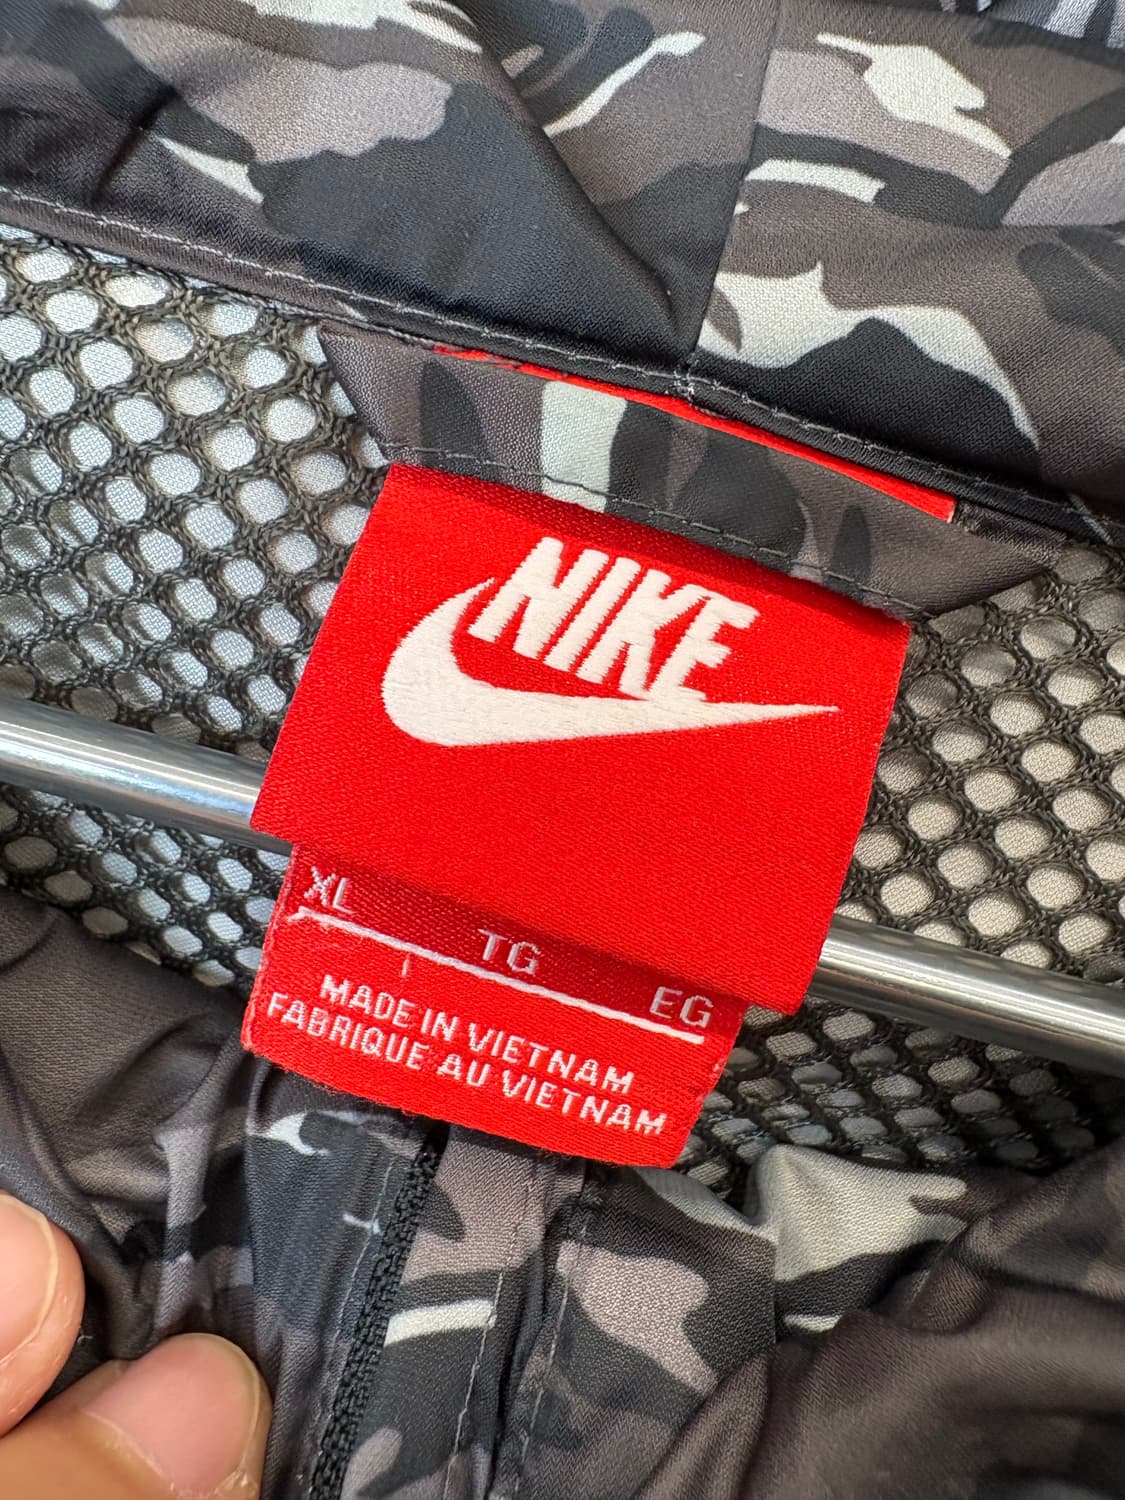 NIKE
XL TG EG
MADE IN VIETNAM
FABRIQUE AU VIETNAM